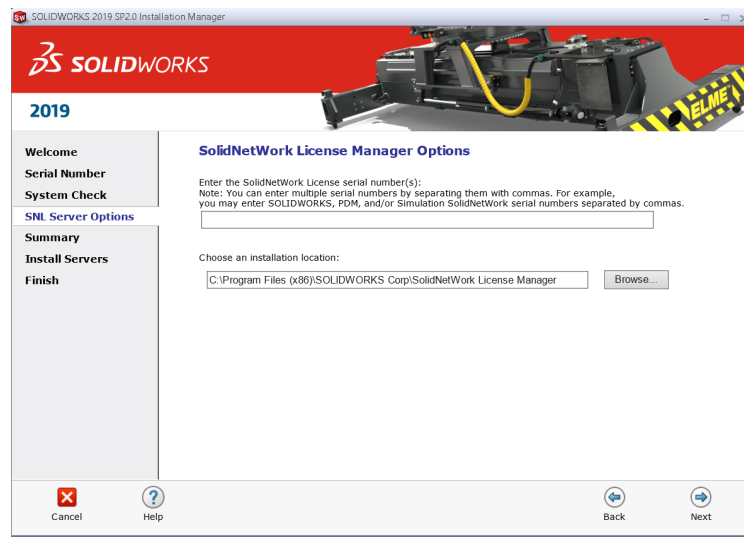 SOLIDWORKS 2019 SP2.0 Installation Manager
SOLIDWORKS
2019
ELME
Welcome
Serial Number
System Check
SNL Server Options
Summary
Install Servers
Finish
SolidNetWork License Manager Options
Enter the SolidNetWork License serial number(s):
Note: You can enter multiple serial numbers by separating them with commas. For example,
you may enter SOLIDWORKS, PDM, and/or Simulation SolidNetWork serial numbers separated by commas.
Choose an installation location:
C:\Program Files (x86)\SOLIDWORKS Corp\SolidNetWork License Manager
Browse...
Cancel
Help
Back
Next